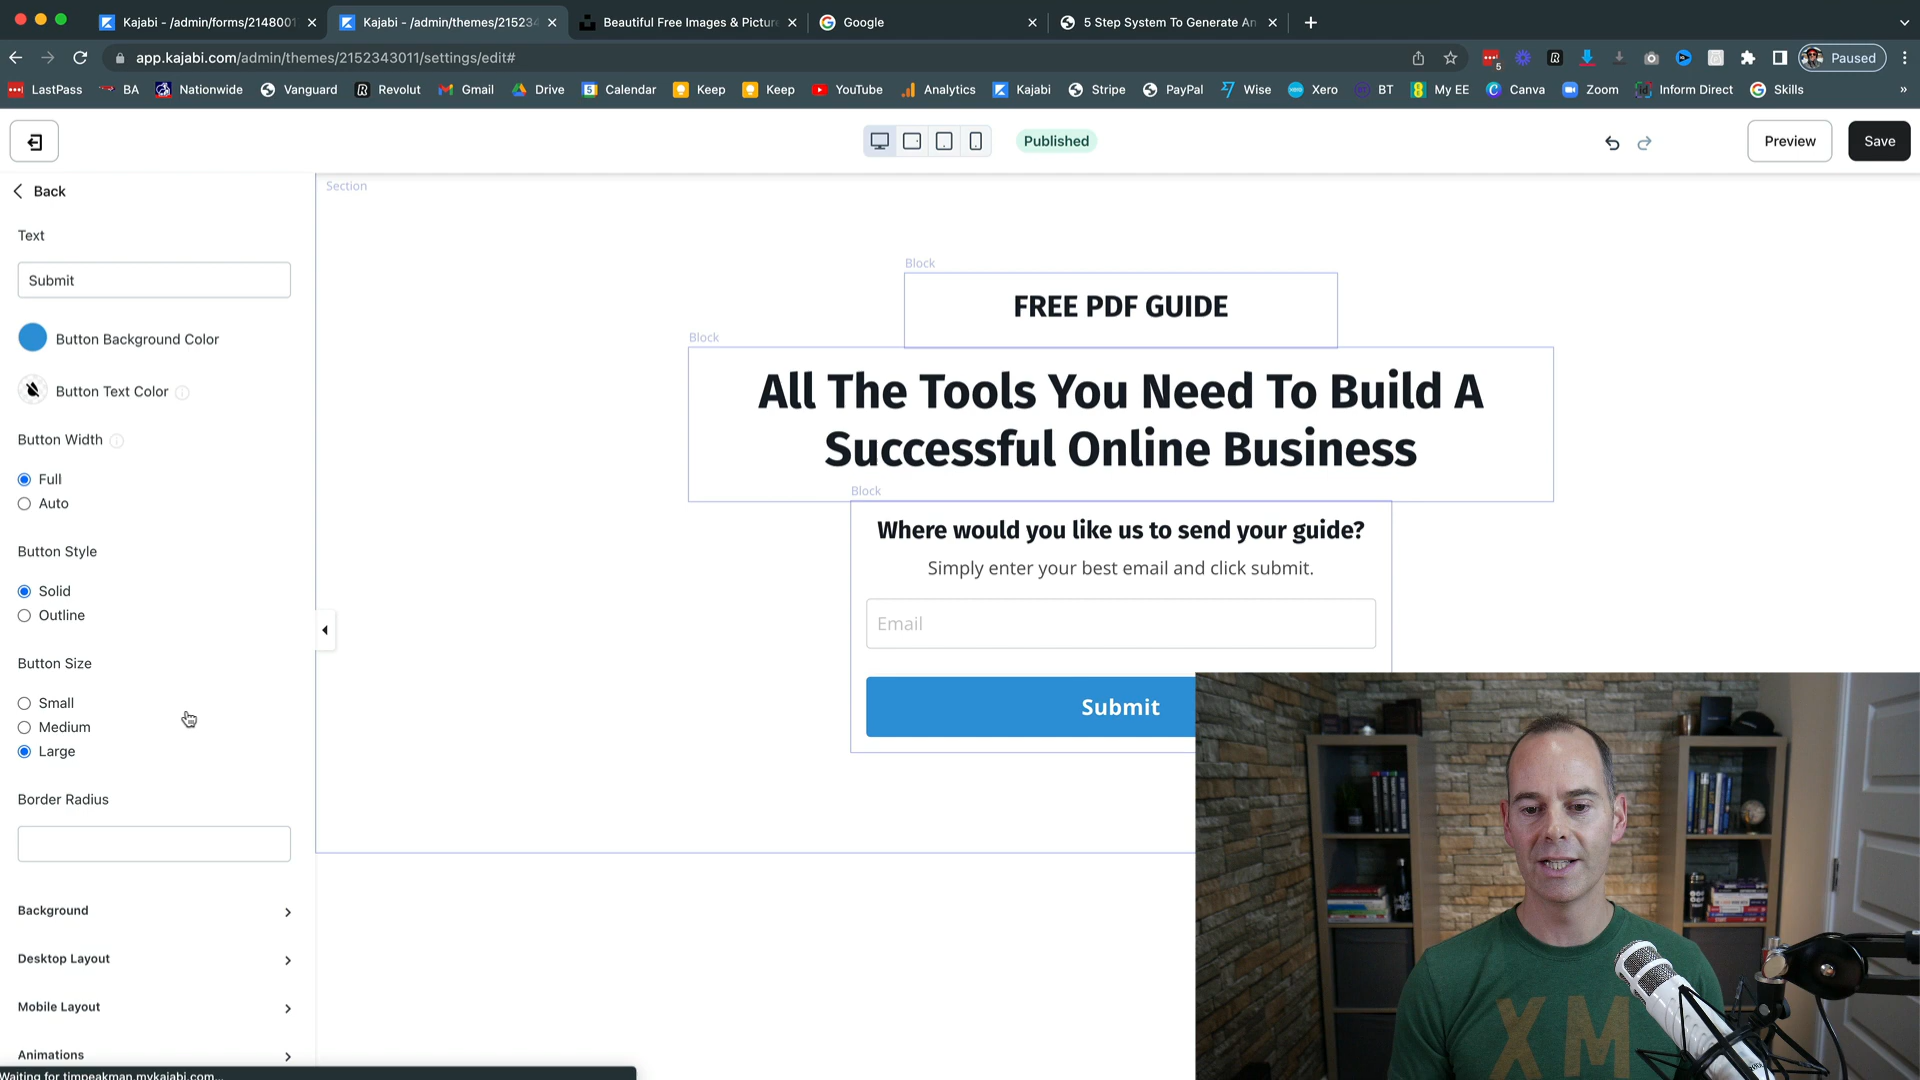 Kajabi - /admin/forms/2148001
Kajabi - /admin/themes/21523
Beautiful Free Images & Pictur
Google
5 Step System To Generate An
app.kajabi.com/admin/themes/2152343011/settings/edit#
5
Paused
LastPass
BA
Nationwide
Vanguard
Revolut
Gmail
Drive
Calendar
Keep
Keep
YouTube
Analytics
Kajabi
Stripe
PayPal
Wise
Xero
BT
My EE
Canva
Zoom
Inform Direct
Skills
»
Published
Preview
Save
Back
Text
Submit
Button Background Color
Button Text Color
Button Width
Full
Auto
Button Style
Solid
Outline
Button Size
Small
Medium
Large
Border Radius
Background
Desktop Layout
Mobile Layout
Animations
Waiting for timpeakman.mykajabi.com...
Section
Block
FREE PDF GUIDE
Block
All The Tools You Need To Build A
Successful Online Business
Block
Where would you like us to send your guide?
Simply enter your best email and click submit.
Email
Submit
XM